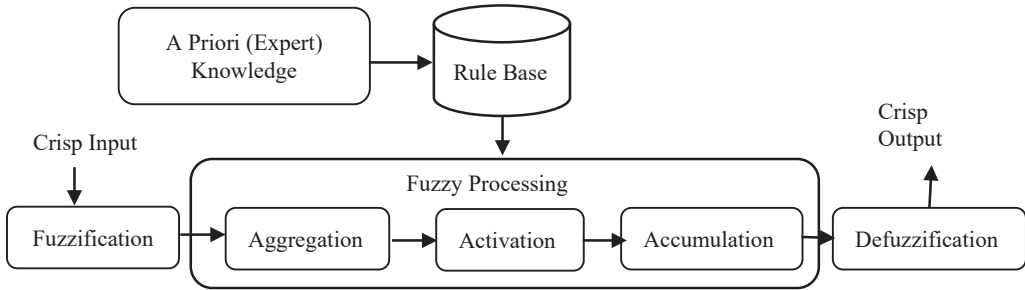 A Priori (Expert)
Knowledge
Rule Base
Crisp
Output
Crisp Input
Fuzzy Processing
Fuzzification
Aggregation
Activation
Accumulation
Defuzzification